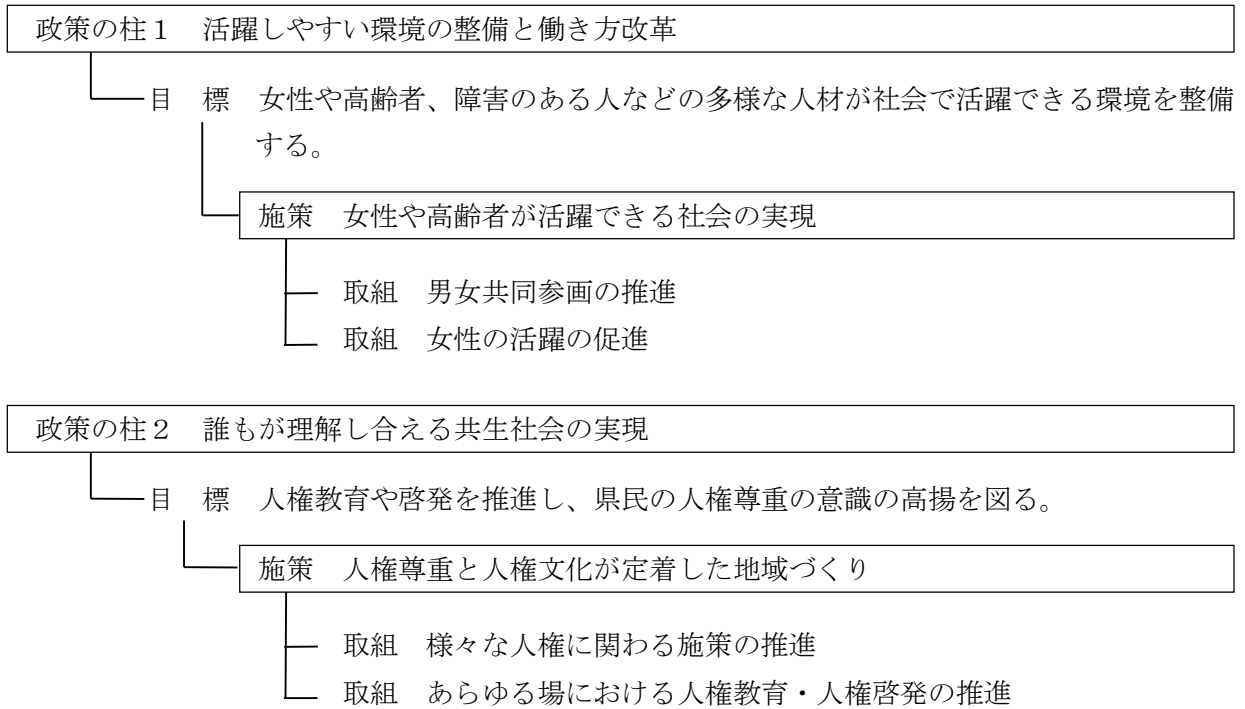 政策の柱１　活躍しやすい環境の整備と働き方改革
目　標　女性や高齢者、障害のある人などの多様な人材が社会で活躍できる環境を整備
する。
施策　女性や高齢者が活躍できる社会の実現
取組　男女共同参画の推進
取組　女性の活躍の促進
政策の柱２　誰もが理解し合える共生社会の実現
目　標　人権教育や啓発を推進し、県民の人権尊重の意識の高揚を図る。
施策　人権尊重と人権文化が定着した地域づくり
取組　様々な人権に関わる施策の推進
取組　あらゆる場における人権教育・人権啓発の推進